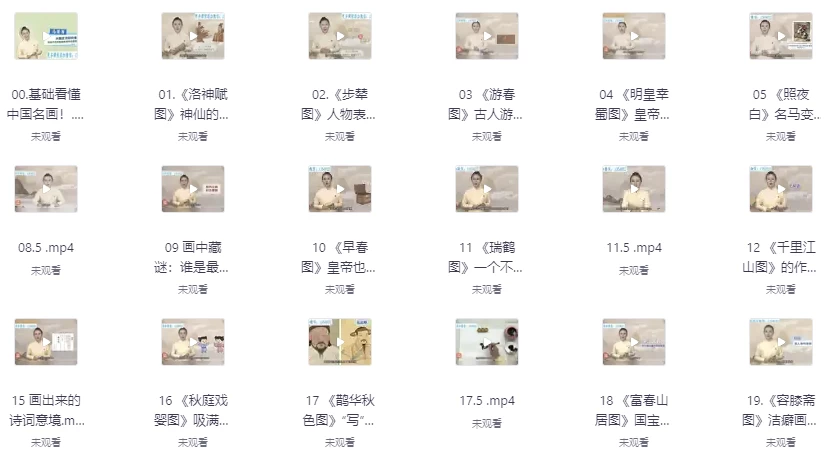 00.基础看懂
中国名画！....
未观看
01.《洛神赋
图》神仙的...
未观看
02.《步辇
图》人物表...
未观看
03 《游春
图》古人游...
未观看
04 《明皇幸
蜀图》皇帝...
未观看
05 《照夜
白》名马变...
未观看
08.5 .mp4
未观看
09 画中藏
谜：谁是最...
未观看
10 《早春
图》皇帝也...
未观看
11 《瑞鹤
图》一个不...
未观看
11.5 .mp4
未观看
12 《千里江
山图》的作...
未观看
15 画出来的
诗词意境.m...
未观看
16 《秋庭戏
婴图》吸满...
未观看
17 《鹊华秋
色图》“写”...
未观看
17.5 .mp4
未观看
18 《富春山
居图》国宝...
未观看
19.《容膝斋
图》洁癖画...
未观看